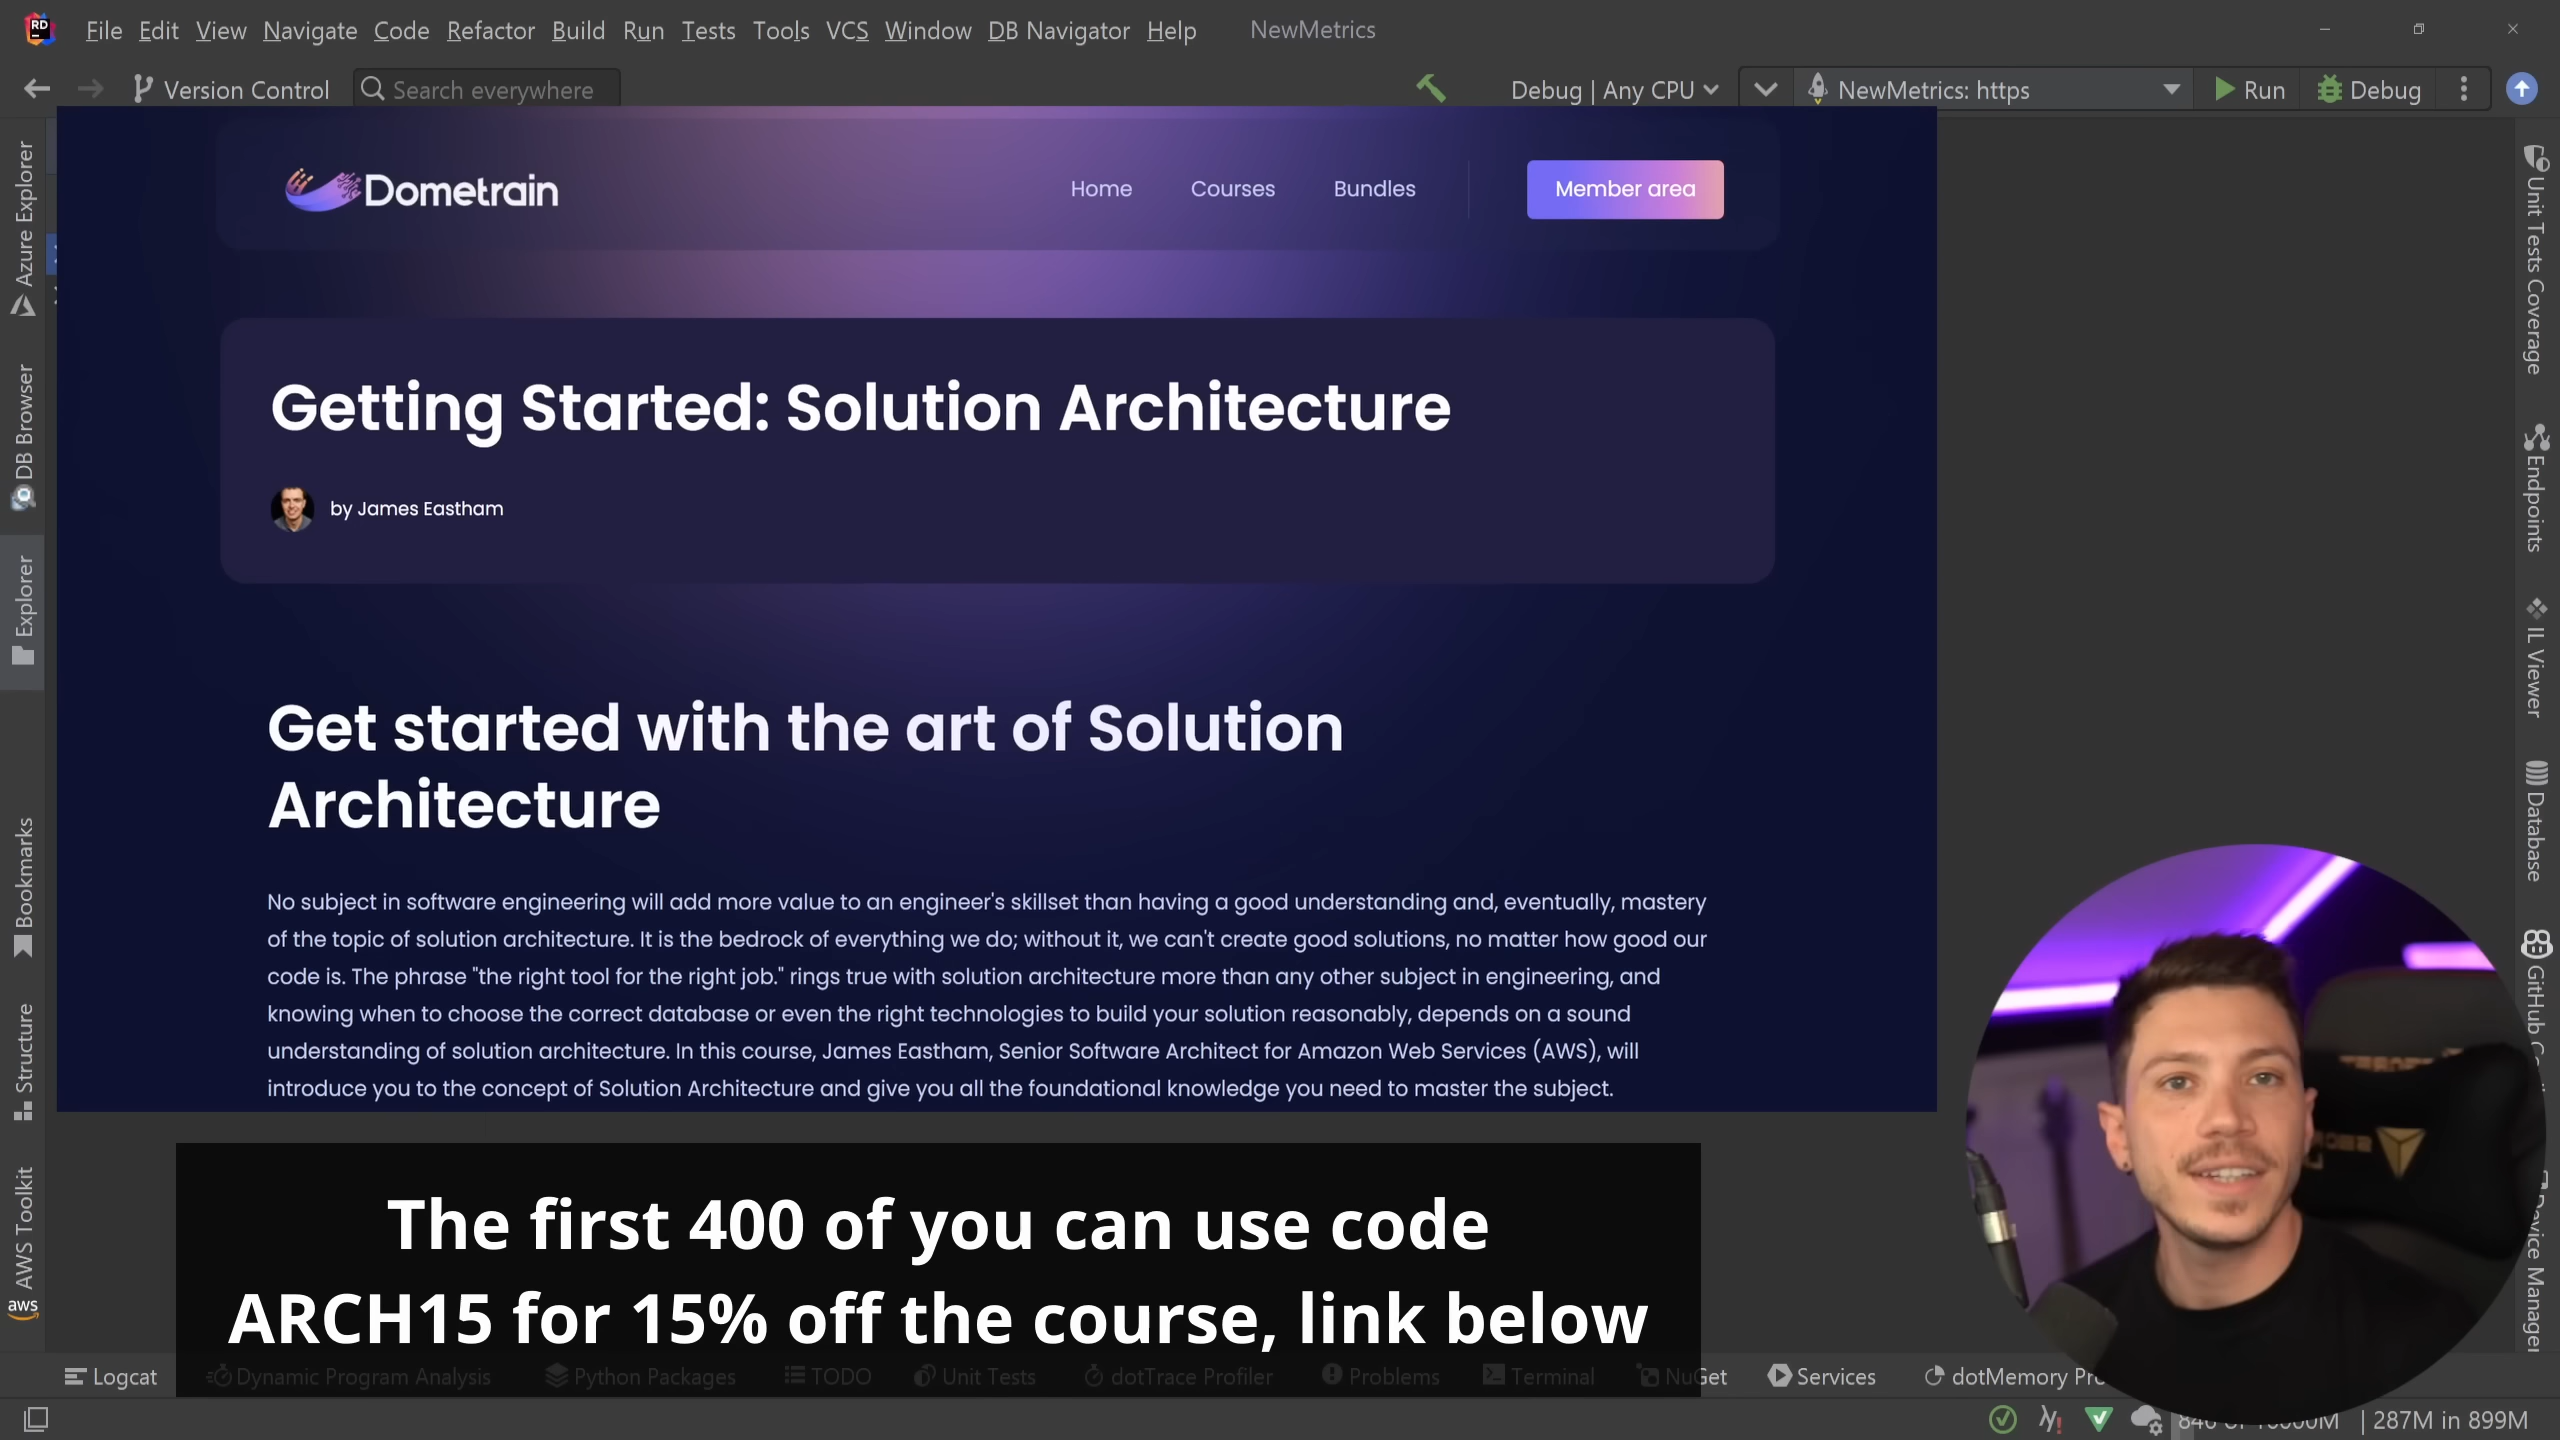 File Edit View Navigate Code Refactor Build Run Tests Tools VCS Window DB Navigator Help NewMetrics
Version Control Search everywhere Debug | Any CPU NewMetrics: https Run Debug
Azure Explorer
DB Browser
Explorer
Bookmarks
Structure
AWS Toolkit
aws
Dometrain
Home Courses Bundles Member area
Getting Started: Solution Architecture
by James Eastham
Get started with the art of Solution
Architecture
No subject in software engineering will add more value to an engineer's skillset than having a good understanding and, eventually, mastery
of the topic of solution architecture. It is the bedrock of everything we do; without it, we can't create good solutions, no matter how good our
code is. The phrase "the right tool for the right job." rings true with solution architecture more than any other subject in engineering, and
knowing when to choose the correct database or even the right technologies to build your solution reasonably, depends on a sound
understanding of solution architecture. In this course, James Eastham, Senior Software Architect for Amazon Web Services (AWS), will
introduce you to the concept of Solution Architecture and give you all the foundational knowledge you need to master the subject.
The first 400 of you can use code
ARCH15 for 15% off the course, link below
Unit Tests Coverage
Endpoints
IL Viewer
Database
GitHub
Device Manager
Logcat Dynamic Program Analysis Python Packages TODO Unit Tests dotTrace Profiler Problems Terminal NuGet Services dotMemory
287M in 899M